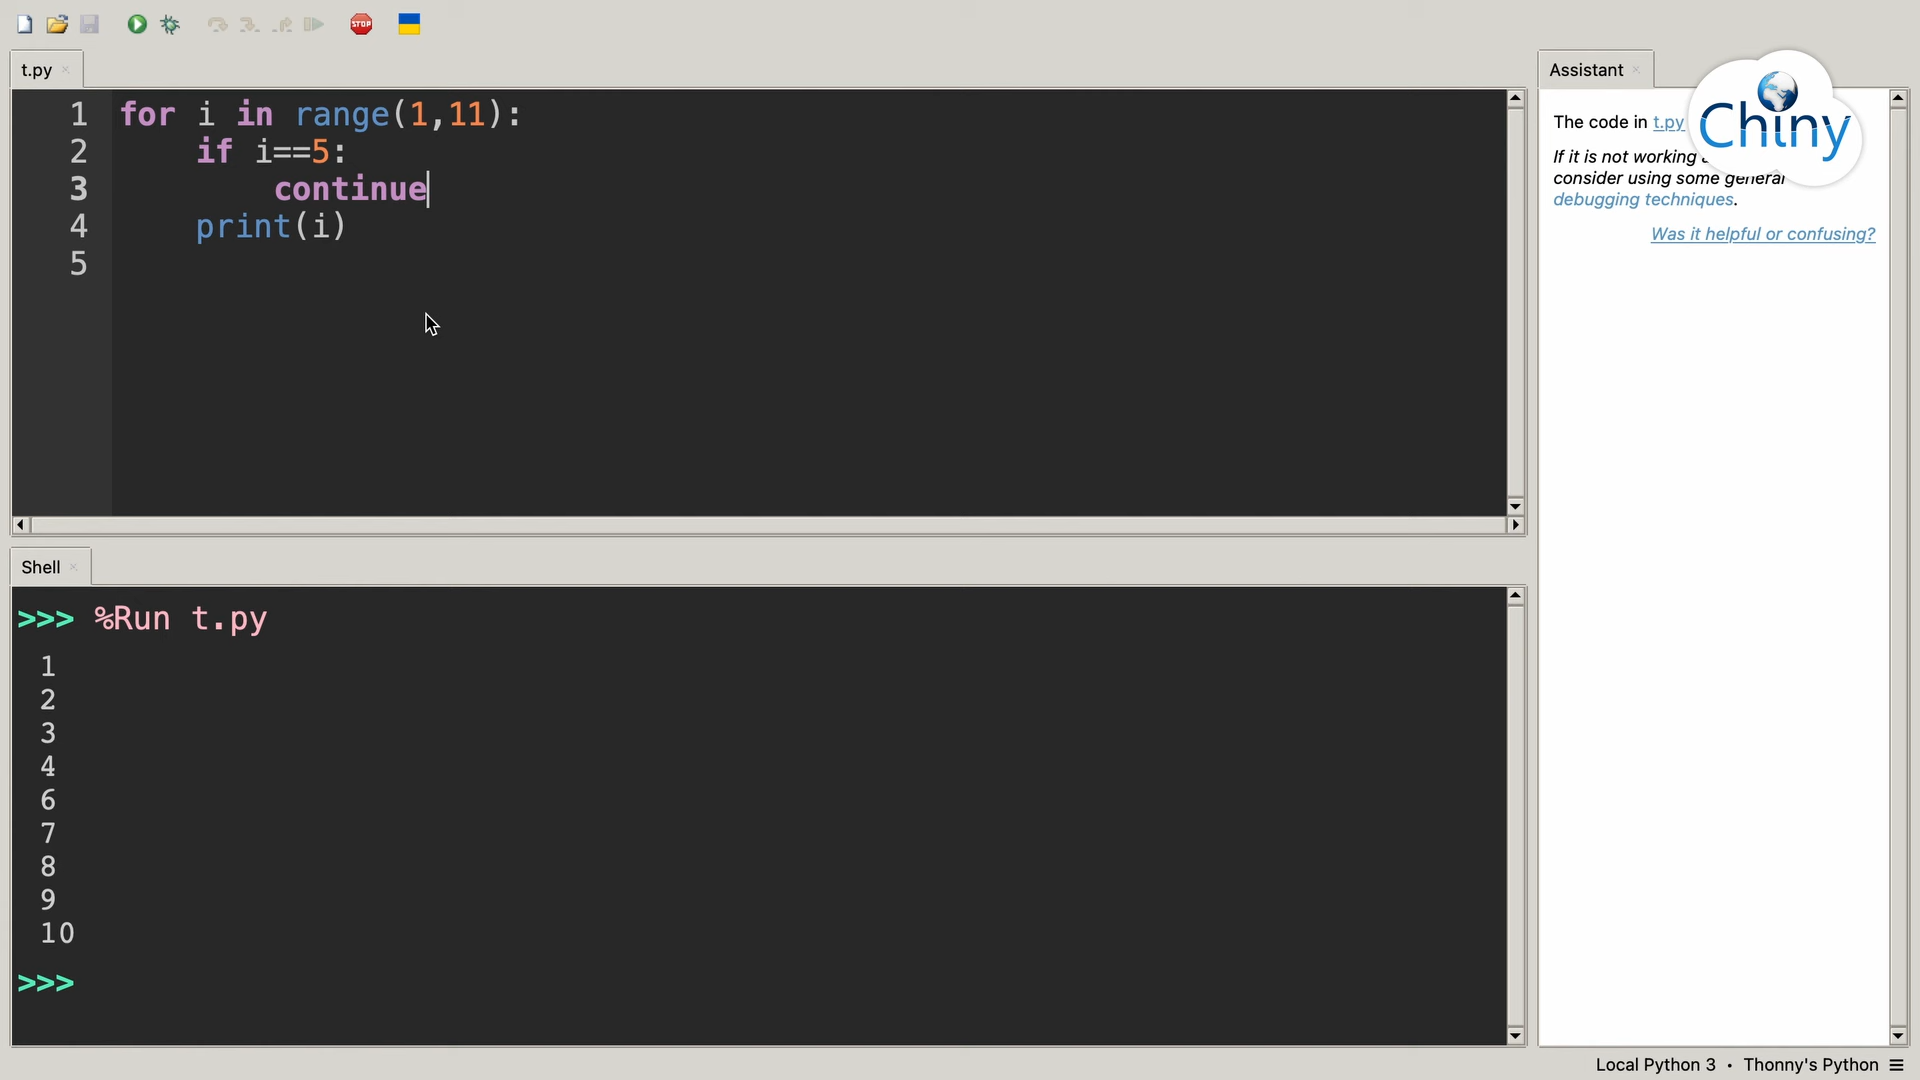 STOP
t.py
1 for i in range(1,11):
2     if i==5:
3         continue
4     print(i)
5
Shell
>>> %Run t.py
1
2
3
4
6
7
8
9
10
>>>
Assistant
Chiny
The code in t.py
If it is not working
consider using some general
debugging techniques.
Was it helpful or confusing?
Local Python 3 • Thonny's Python ≡